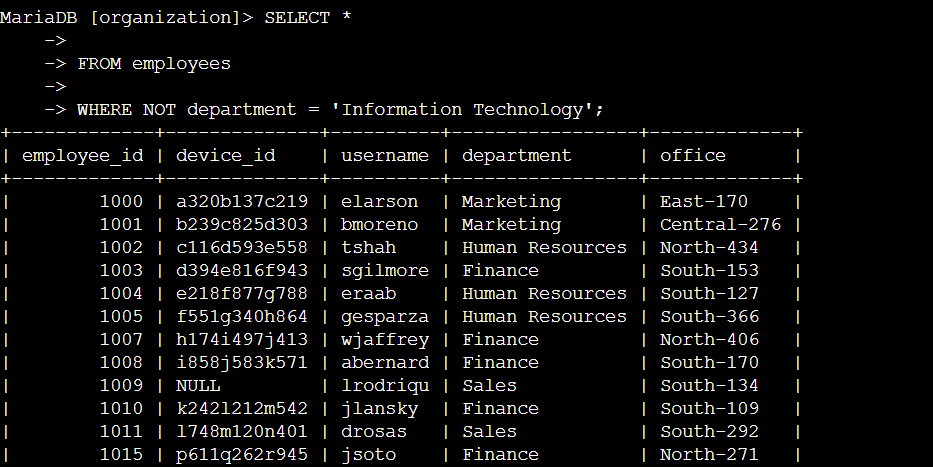 MariaDB [organization]> SELECT *
    ->
    -> FROM employees
    ->
    -> WHERE NOT department = 'Information Technology';
+-------------+--------------+----------+-----------------+-------------+
| employee_id | device_id    | username | department      | office      |
+-------------+--------------+----------+-----------------+-------------+
|        1000 | a320b137c219 | elarson  | Marketing       | East-170    |
|        1001 | b239c825d303 | bmoreno  | Marketing       | Central-276 |
|        1002 | c116d593e558 | tshah    | Human Resources | North-434   |
|        1003 | d394e816f943 | sgilmore | Finance         | South-153   |
|        1004 | e218f877g788 | eraab    | Human Resources | South-127   |
|        1005 | f551g340h864 | gesparza | Human Resources | South-366   |
|        1007 | h174i497j413 | wjaffrey | Finance         | North-406   |
|        1008 | i858j583k571 | abernard | Finance         | South-170   |
|        1009 | NULL         | lrodriqu | Sales           | South-134   |
|        1010 | k242l212m542 | jlansky  | Finance         | South-109   |
|        1011 | l748m120n401 | drosas   | Sales           | South-292   |
|        1015 | p611q262r945 | jsoto    | Finance         | North-271   |